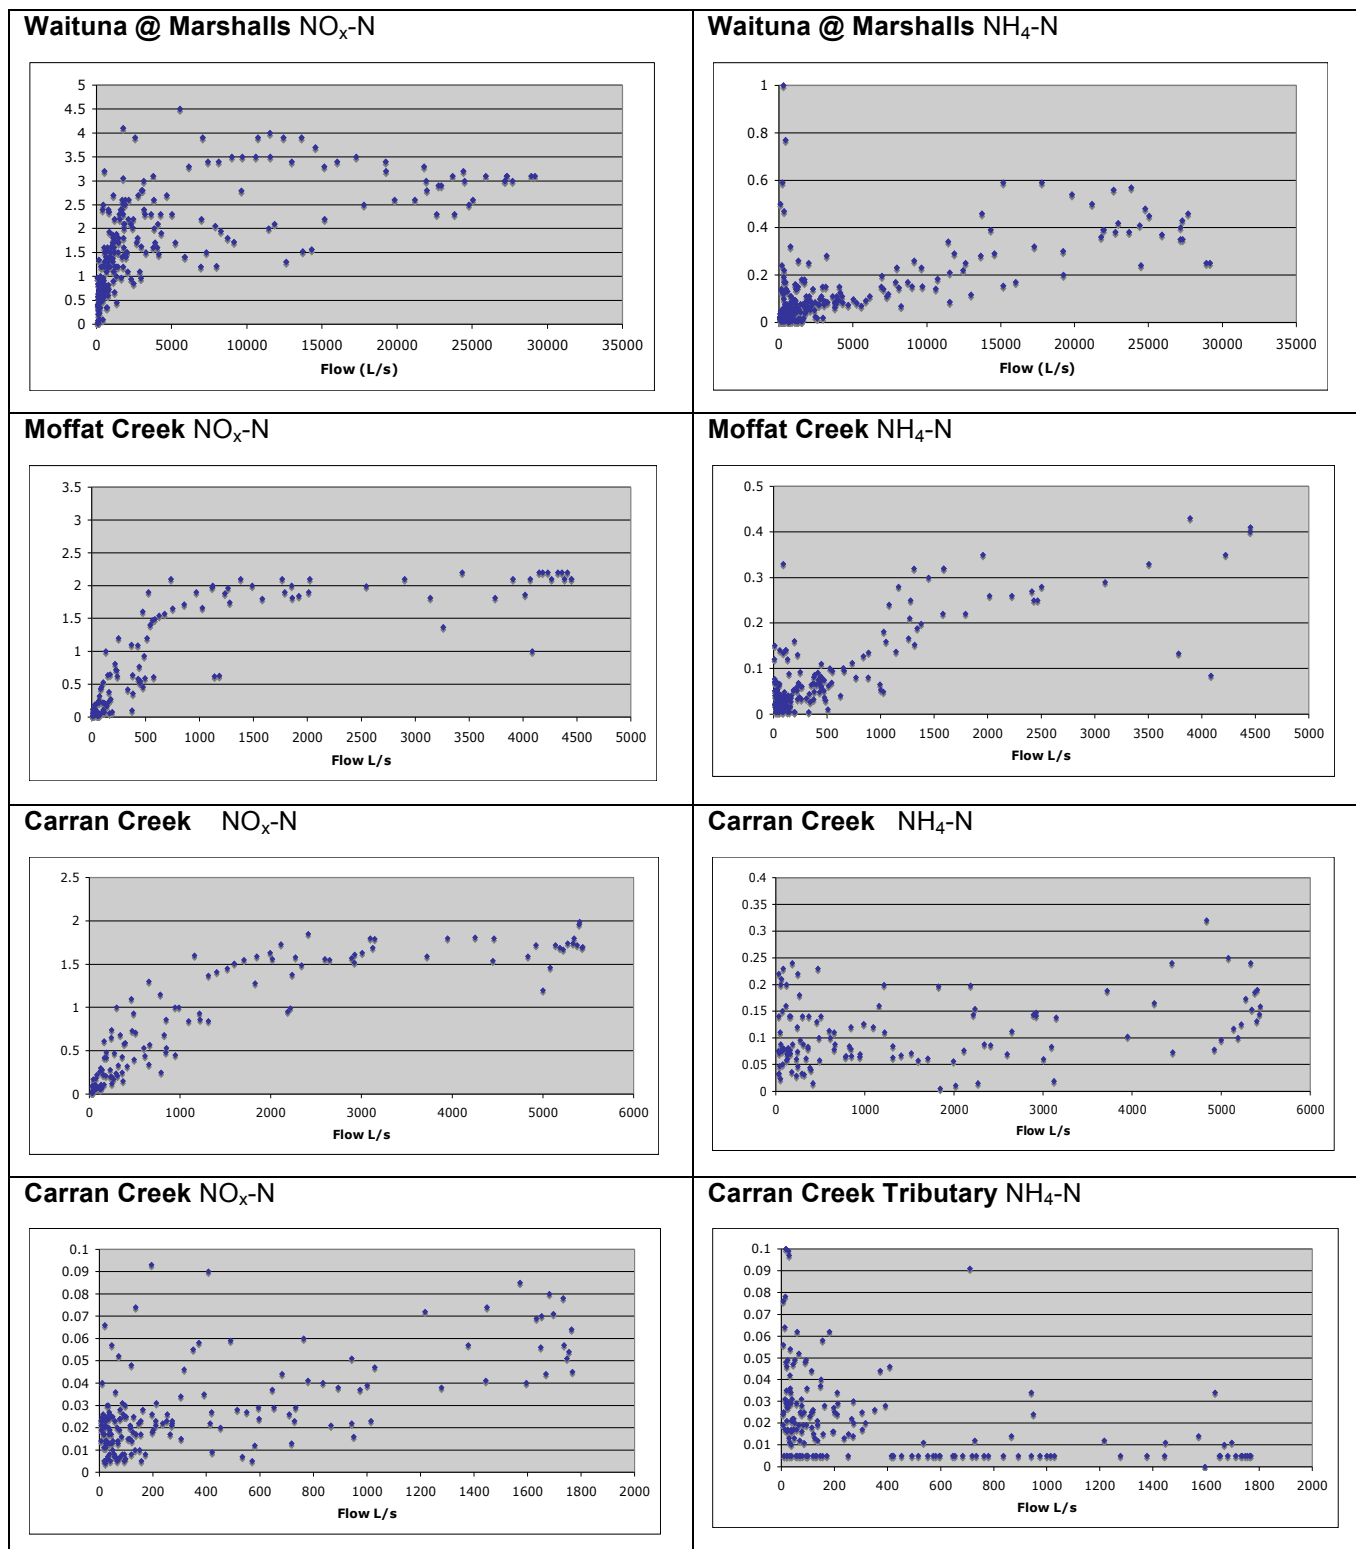 Waituna @ Marshalls NOx-N
5
4.5
4
3.5
3
2.5
2
1.5
1
0.5
0
0 5000 10000 15000 20000 25000 30000 35000
Flow (L/s)
Waituna @ Marshalls NH4-N
1
0.8
0.6
0.4
0.2
0
0 5000 10000 15000 20000 25000 30000 35000
Flow (L/s)
Moffat Creek NOx-N
3.5
3
2.5
2
1.5
1
0.5
0
0 500 1000 1500 2000 2500 3000 3500 4000 4500 5000
Flow L/s
Moffat Creek NH4-N
0.5
0.4
0.3
0.2
0.1
0
0 500 1000 1500 2000 2500 3000 3500 4000 4500 5000
Flow L/s
Carran Creek NOx-N
2.5
2
1.5
1
0.5
0
0 1000 2000 3000 4000 5000 6000
Flow L/s
Carran Creek NH4-N
0.4
0.35
0.3
0.25
0.2
0.15
0.1
0.05
0
0 1000 2000 3000 4000 5000 6000
Flow L/s
Carran Creek NOx-N
0.1
0.09
0.08
0.07
0.06
0.05
0.04
0.03
0.02
0.01
0
0 200 400 600 800 1000 1200 1400 1600 1800 2000
Flow L/s
Carran Creek Tributary NH4-N
0.1
0.09
0.08
0.07
0.06
0.05
0.04
0.03
0.02
0.01
0
0 200 400 600 800 1000 1200 1400 1600 1800 2000
Flow L/s